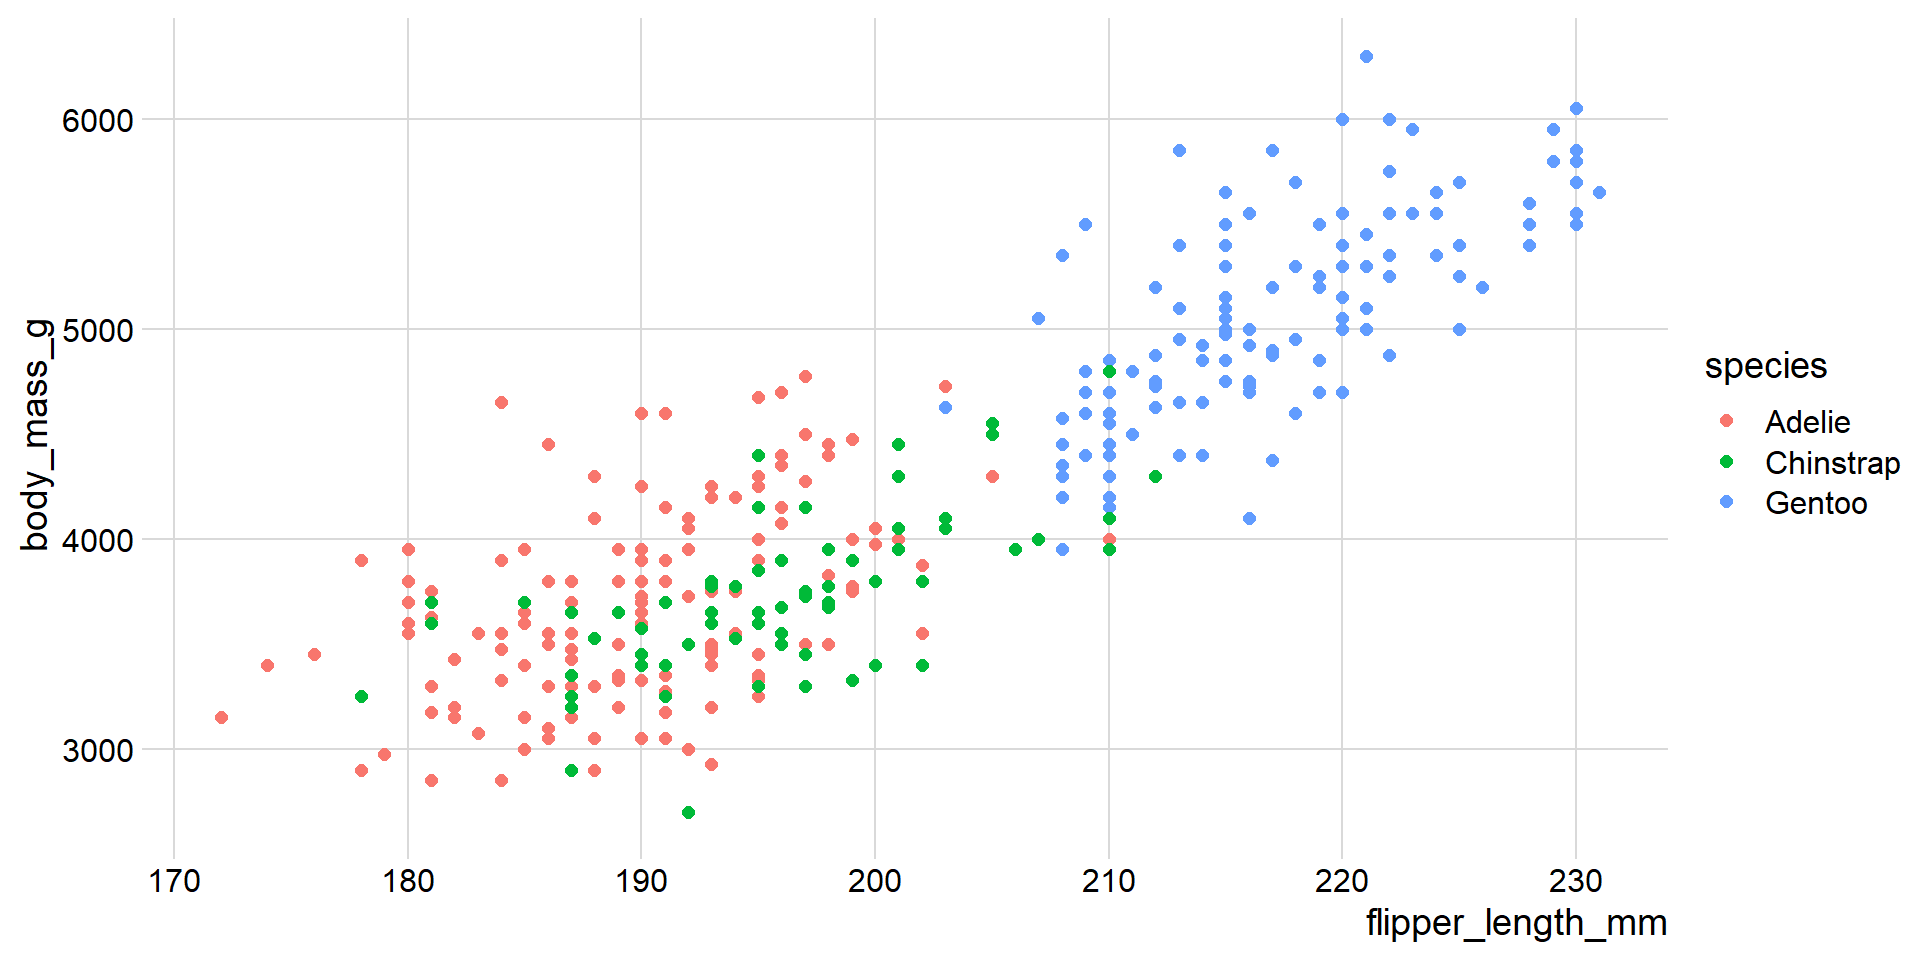 body_mass_g
6000
5000
4000
3000
170 180 190 200 210 220 230
flipper_length_mm
species
Adelie
Chinstrap
Gentoo